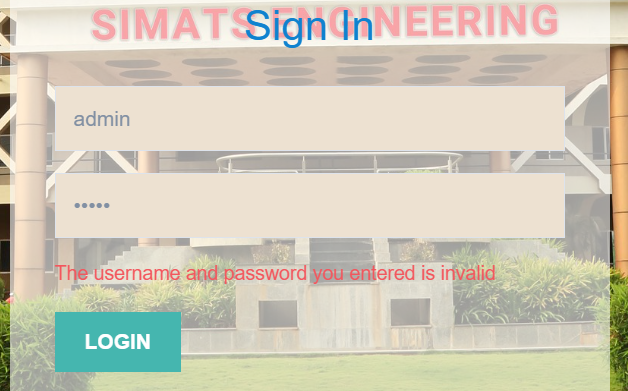 SIMATS ENGINEERING
Sign In
admin
•••••
The username and password you entered is invalid
LOGIN